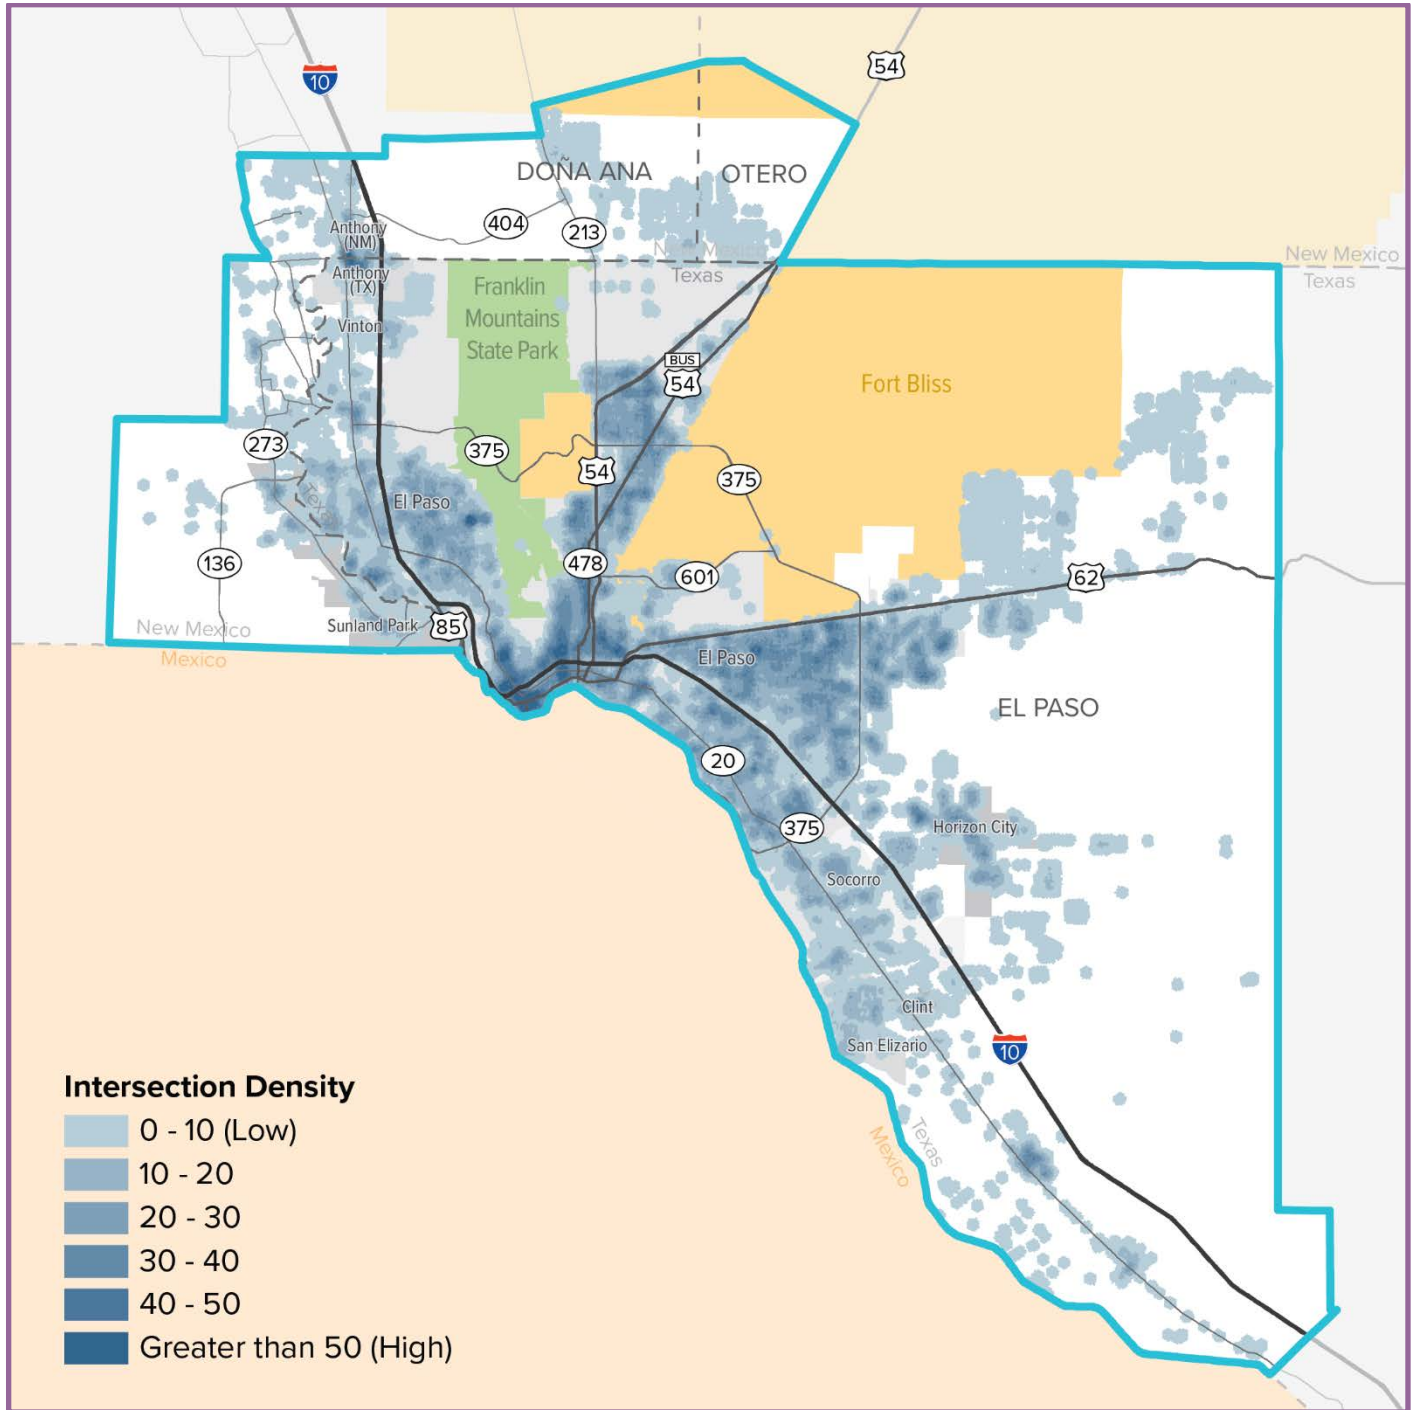 54
10
DOÑA ANA
OTERO
404
213
Anthony
(NM)
New Mexico
Texas
New Mexico
Texas
Anthony
(TX)
Franklin
Mountains
State Park
Vinton
BUS
54
Fort Bliss
273
375
54
375
Texas
El Paso
136
478
601
62
New Mexico
Mexico
Sunland Park
85
El Paso
EL PASO
20
375
Horizon City
Socorro
Clint
San Elizario
10
Texas
Mexico
Intersection Density
0 - 10 (Low)
10 - 20
20 - 30
30 - 40
40 - 50
Greater than 50 (High)